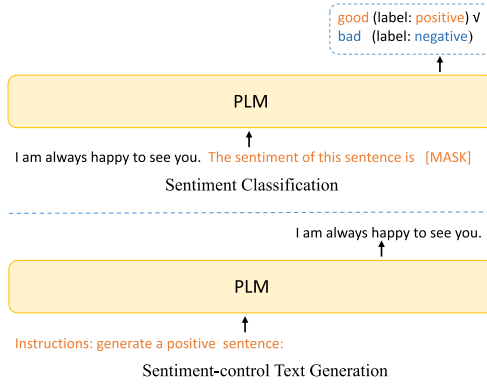 good (label: positive) √
bad (label: negative)
PLM
I am always happy to see you. The sentiment of this sentence is [MASK]
Sentiment Classification
I am always happy to see you.
PLM
Instructions: generate a positive sentence:
Sentiment-control Text Generation